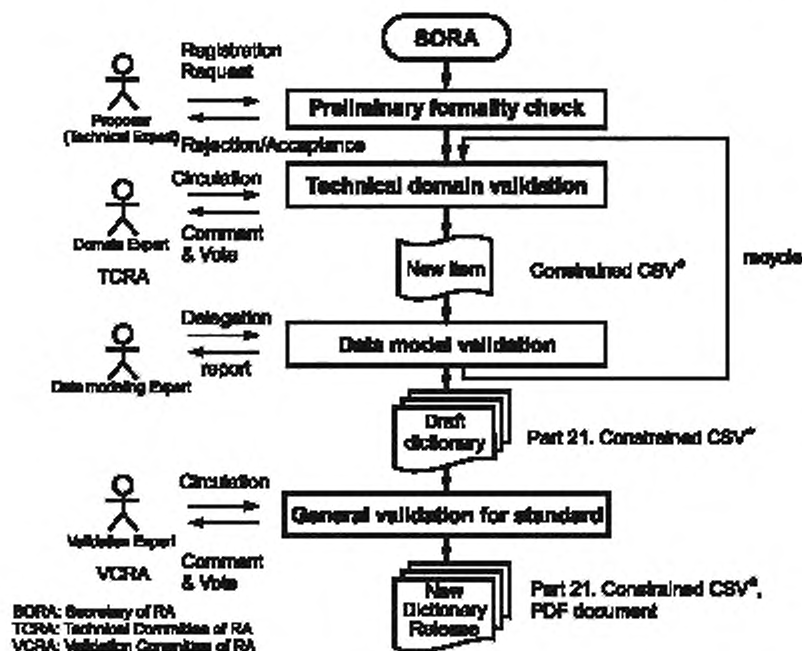 SORA
Registration
Request
Proposer
(Technical Expert)
Preliminary formality check
Rejection/Acceptance
Circulation
Technical domain validation
Domain Expert
TCRA
Comment
& Vote
New item
Constrained CSV®
recycle
Delegation
Data model validation
report
Data modeling Expert
Draft
dictionary
Part 21. Constrained CSV®
Circulation
General validation for standard
Validation Expert
VCRA
Comment
& Vote
New
Dictionary
Release
Part 21. Constrained CSV®,
PDF document
SORA: Secretary of RA
TCRA: Technical Committee of RA
VCRA: Validation Committee of RA